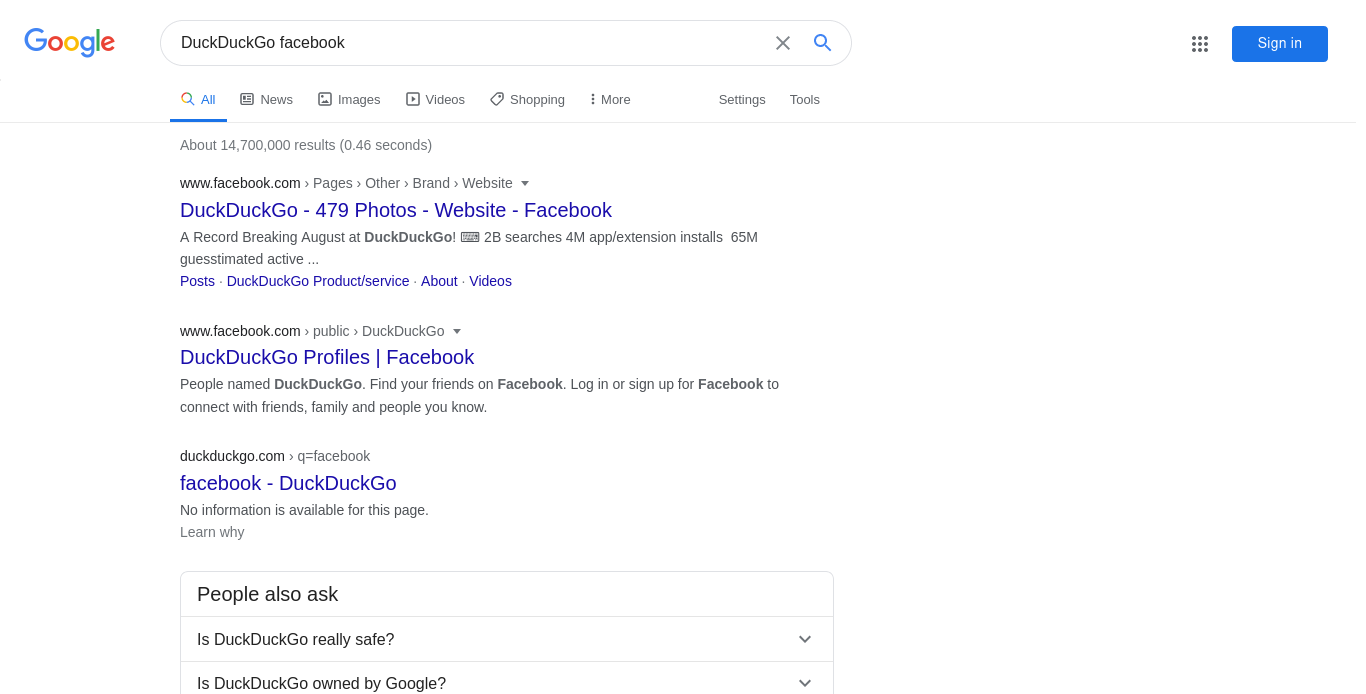 Google
DuckDuckGo facebook
Sign in
All News Images Videos Shopping More Settings Tools
About 14,700,000 results (0.46 seconds)
www.facebook.com › Pages › Other › Brand › Website
DuckDuckGo - 479 Photos - Website - Facebook
A Record Breaking August at DuckDuckGo! ⌨ 2B searches 4M app/extension installs 65M
guesstimated active ...
Posts · DuckDuckGo Product/service · About · Videos
www.facebook.com › public › DuckDuckGo
DuckDuckGo Profiles | Facebook
People named DuckDuckGo. Find your friends on Facebook. Log in or sign up for Facebook to
connect with friends, family and people you know.
duckduckgo.com › q=facebook
facebook - DuckDuckGo
No information is available for this page.
Learn why
People also ask
Is DuckDuckGo really safe?
Is DuckDuckGo owned by Google?